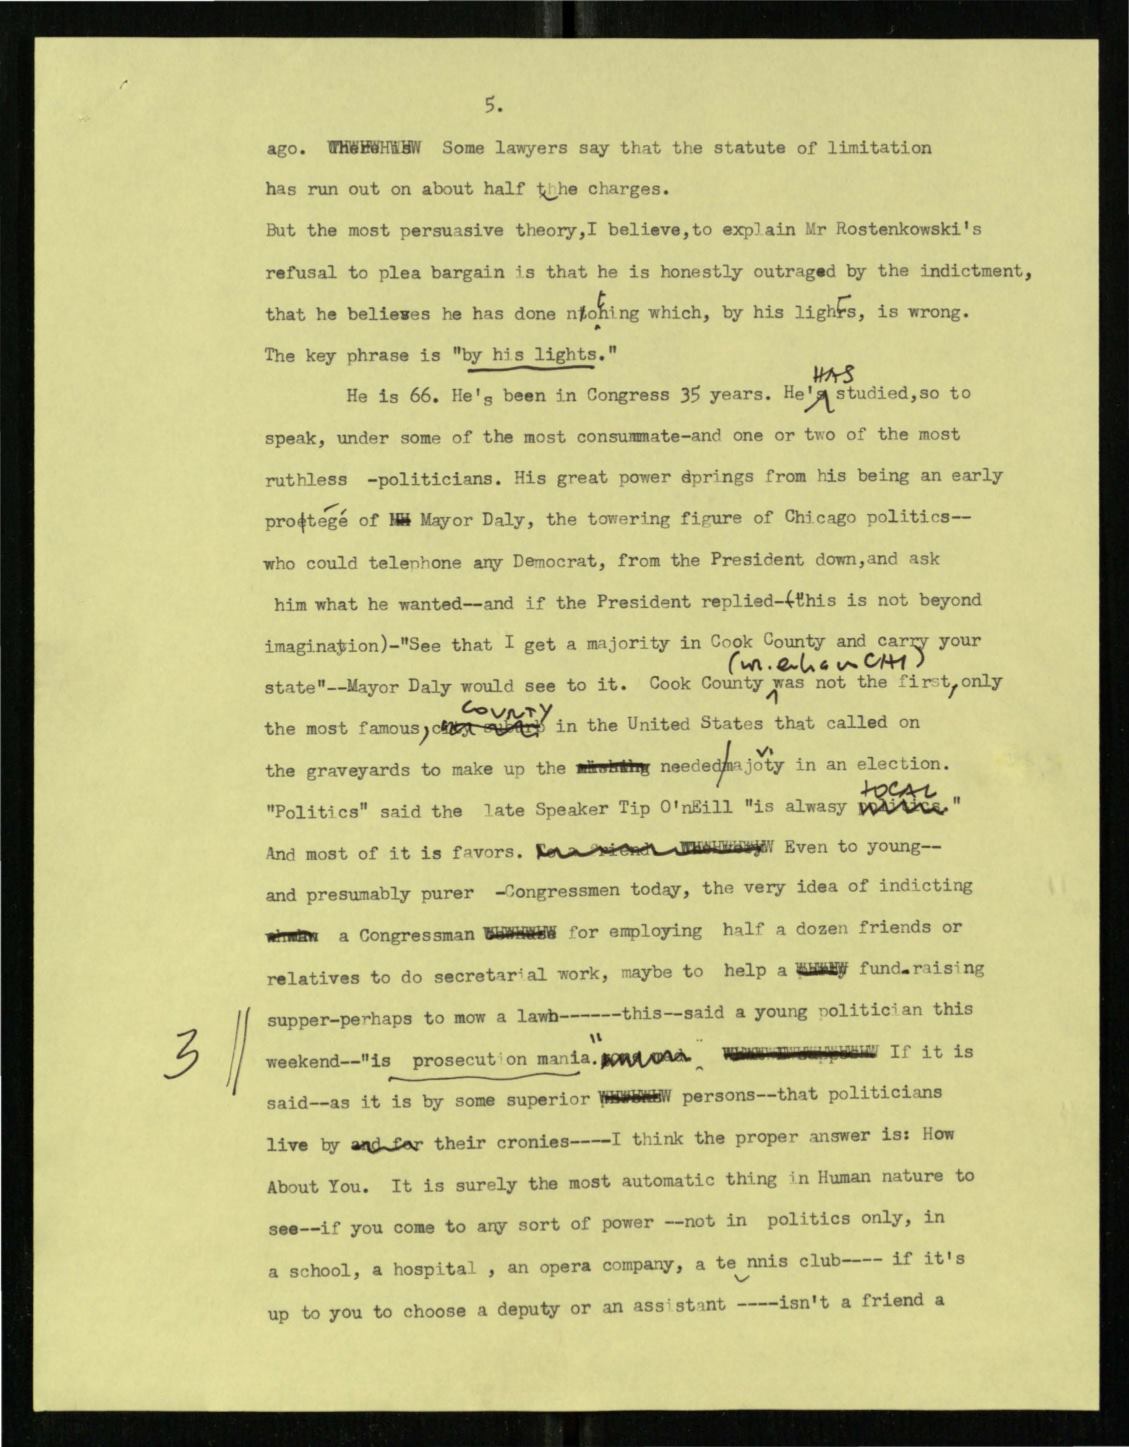 5.
ago. Some lawyers say that the statute of limitation
has run out on about half thhe charges.
But the most persuasive theory,I believe,to explain Mr Rostenkowski's
refusal to plea bargain is that he is honestly outraged by the indictment,
that he believes he has done nothing which, by his lights, is wrong.
The key phrase is "by his lights."
HAS
He is 66. He's been in Congress 35 years. He's studied,so to
speak, under some of the most consummate-and one or two of the most
ruthless -politicians. His great power springs from his being an early
protégé of Mayor Daly, the towering figure of Chicago politics--
who could telephone any Democrat, from the President down,and ask
him what he wanted--and if the President replied-(this is not beyond
imagination)-"See that I get a majority in Cook County and carry your
CHI)
state"--Mayor Daly would see to it. Cook County was not the first,only
COUNTY
the most famous, in the United States that called on
the graveyards to make up the needed/majoity in an election.
LOCAL
"Politics" said the late Speaker Tip O'nEill "is alwasy politics."
And most of it is favors. Even to young--
and presumably purer -Congressmen today, the very idea of indicting
a Congressman for employing half a dozen friends or
relatives to do secretarial work, maybe to help a fund-raising
supper-perhaps to mow a lawn------this--said a young politician this
3 // weekend--"is prosecution mania." If it is
said--as it is by some superior persons--that politicians
live by and for their cronies----I think the proper answer is: How
About You. It is surely the most automatic thing in Human nature to
see--if you come to any sort of power --not in politics only, in
a school, a hospital , an opera company, a te nnis club---- if it's
up to you to choose a deputy or an assistant ----isn't a friend a